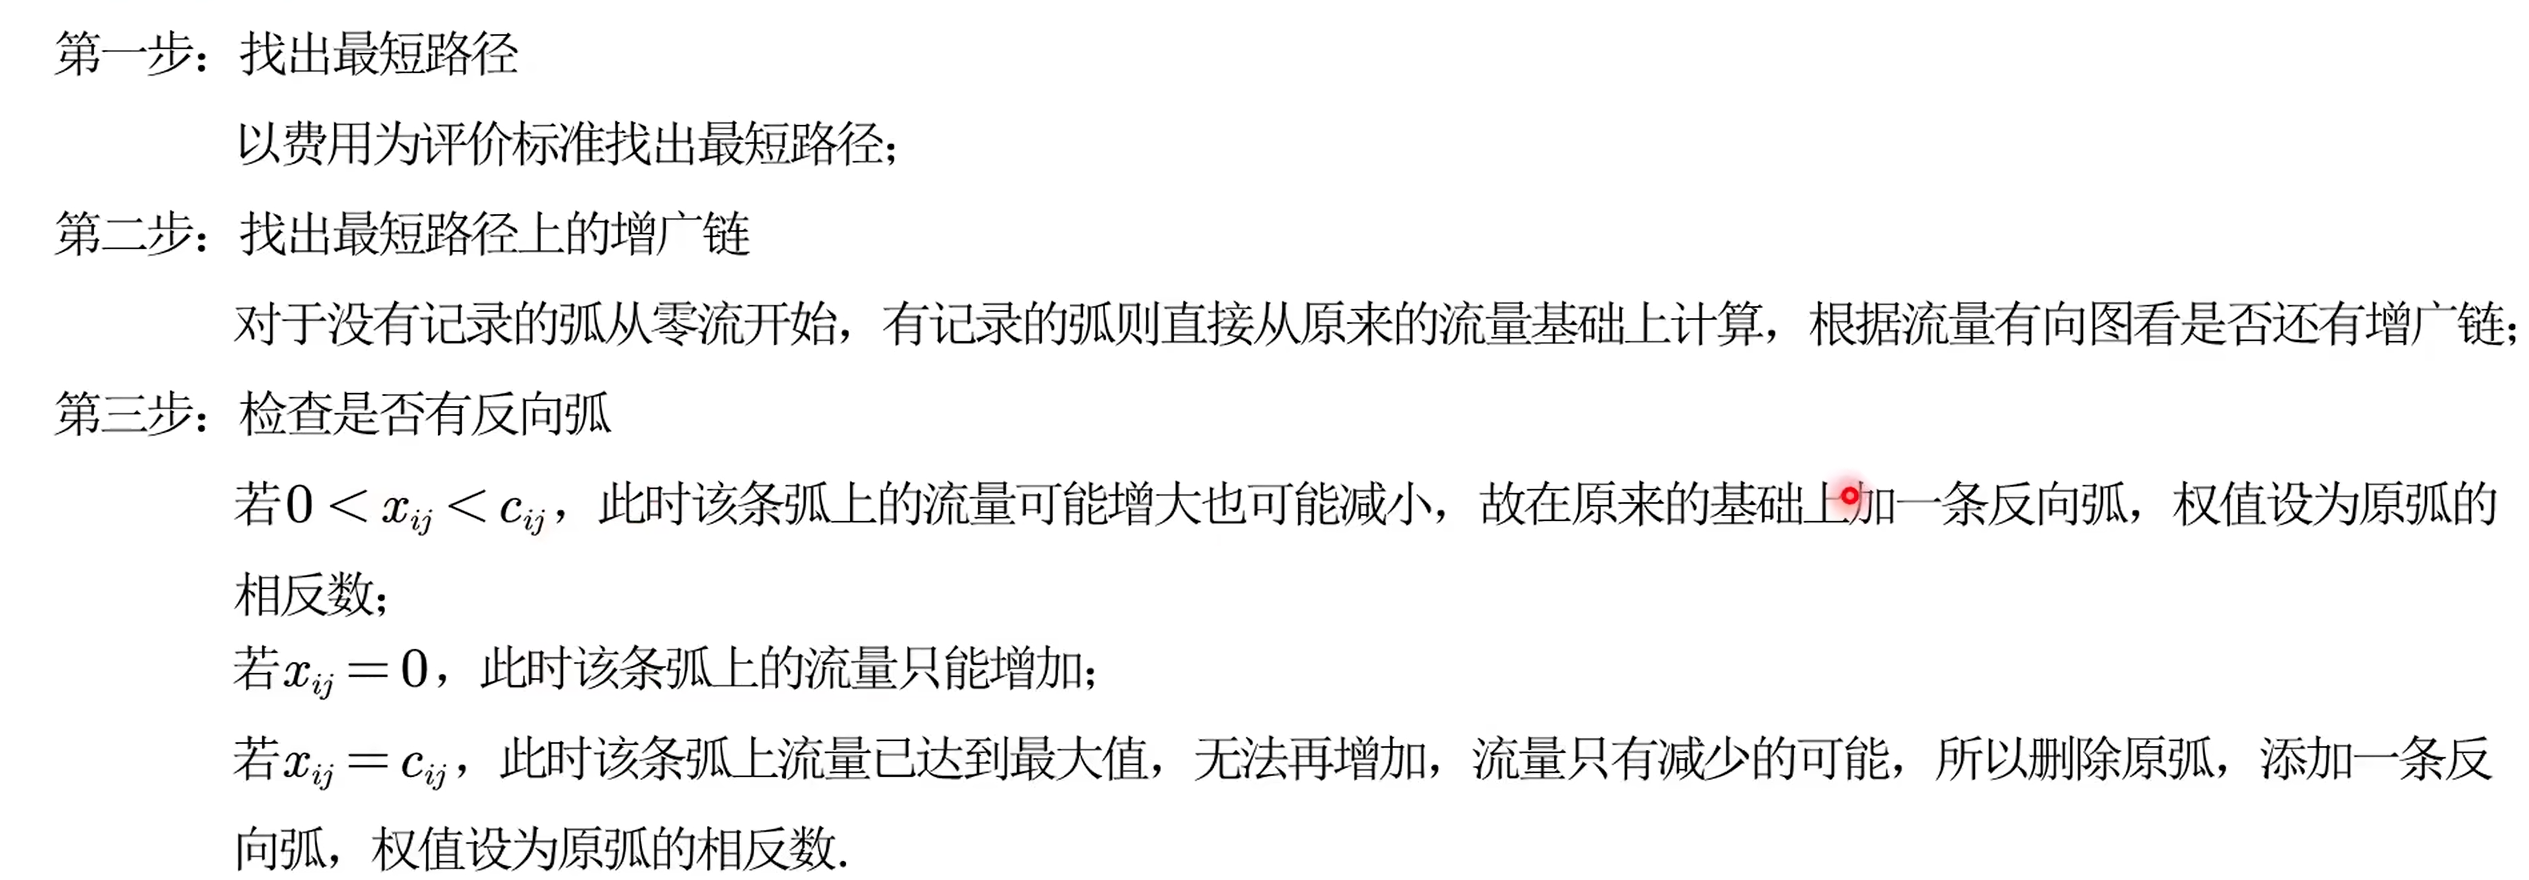 第一步：找出最短路径
以费用为评价标准找出最短路径；
第二步：找出最短路径上的增广链
对于没有记录的弧从零流开始，有记录的弧则直接从原来的流量基础上计算，根据流量有向图看是否还有增广链；
第三步：检查是否有反向弧
若0 < x_{ij} < c_{ij}，此时该条弧上的流量可能增大也可能减小，故在原来的基础上加一条反向弧，权值设为原弧的
相反数；
若x_{ij} = 0，此时该条弧上的流量只能增加；
若x_{ij} = c_{ij}，此时该条弧上流量已达到最大值，无法再增加，流量只有减少的可能，所以删除原弧，添加一条反
向弧，权值设为原弧的相反数.